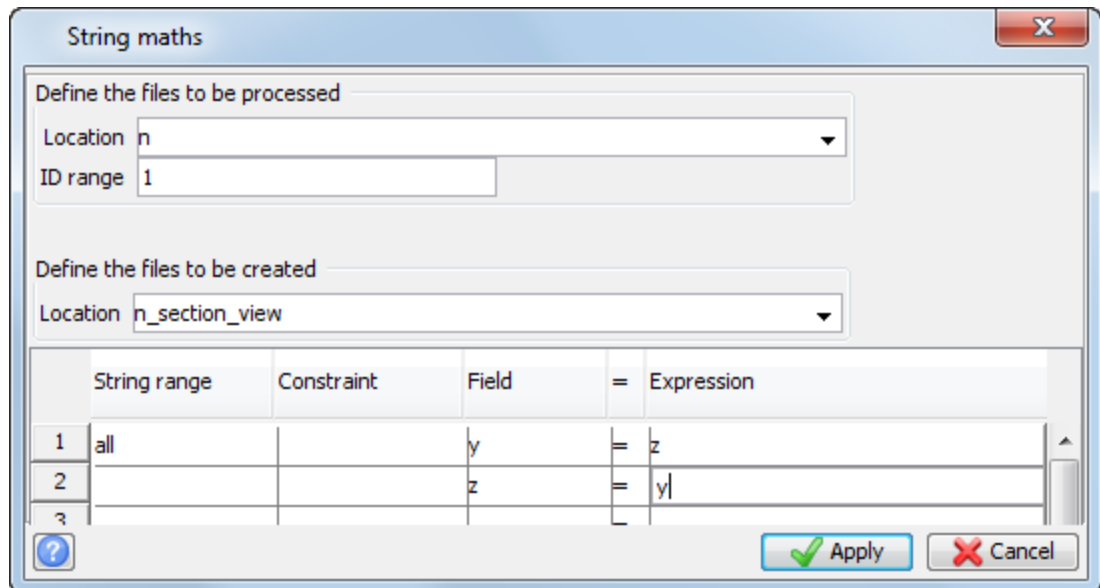 String maths
Define the files to be processed
Location n
ID range 1
Define the files to be created
Location n_section_view
String range Constraint Field = Expression
1 all y = z
2 z = y
3 =
? Apply Cancel